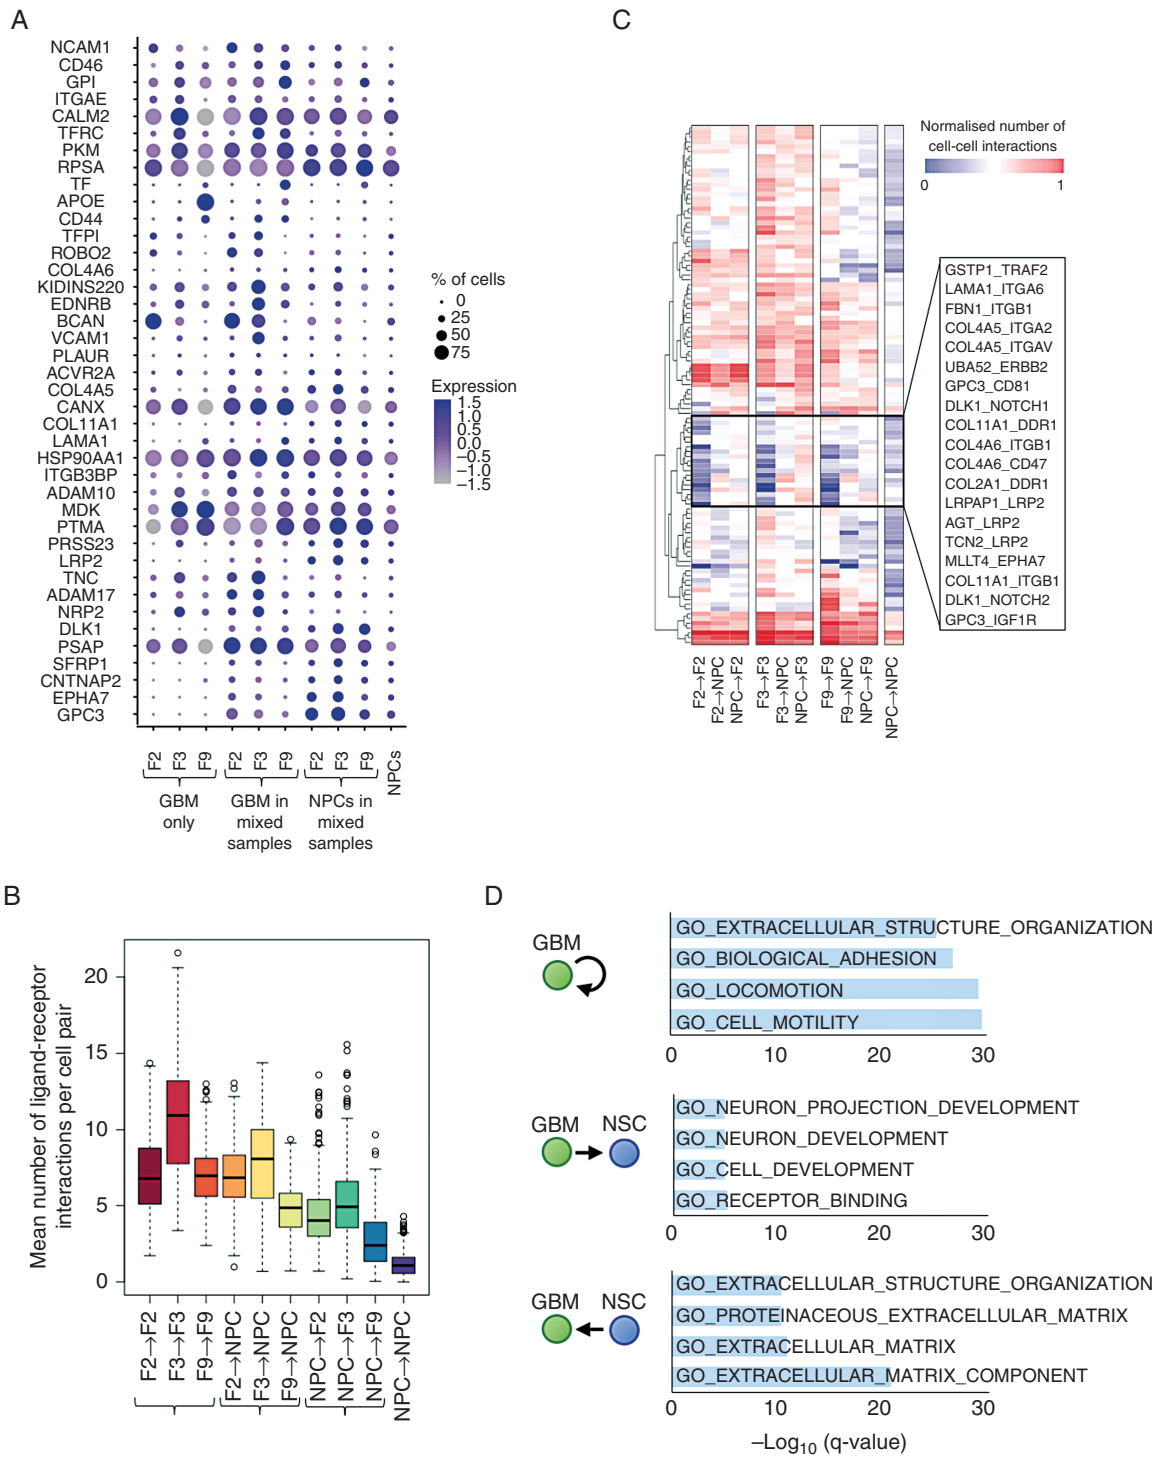 A
NCAM1
CD46
GPI
ITGAE
CALM2
TFRC
PKM
RPSA
TF
APOE
CD44
TFPI
ROBO2
COL4A6
KIDINS220
EDNRB
BCAN
VCAM1
PLAUR
ACVR2A
COL4A5
CANX
COL11A1
LAMA1
HSP90AA1
ITGB3BP
ADAM10
MDK
PTMA
PRSS23
LRP2
TNC
ADAM17
NRP2
DLK1
PSAP
SFRP1
CNTNAP2
EPHA7
GPC3
F2 F3 F9 F2 F3 F9 F2 F3 F9 NPCs
GBM only
GBM in mixed samples
NPCs in mixed samples
% of cells
0
25
50
75
Expression
1.5
1.0
0.5
0.0
−0.5
−1.0
−1.5
C
Normalised number of
cell-cell interactions
0 1
GSTP1_TRAF2
LAMA1_ITGA6
FBN1_ITGB1
COL4A5_ITGA2
COL4A5_ITGAV
UBA52_ERBB2
GPC3_CD81
DLK1_NOTCH1
COL11A1_DDR1
COL4A6_ITGB1
COL4A6_CD47
COL2A1_DDR1
LRPAP1_LRP2
AGT_LRP2
TCN2_LRP2
MLLT4_EPHA7
COL11A1_ITGB1
DLK1_NOTCH2
GPC3_IGF1R
F2→F2
F2→NPC
NPC→F2
F3→F3
F3→NPC
NPC→F3
F9→F9
F9→NPC
NPC→F9
NPC→NPC
B
Mean number of ligand-receptor
interactions per cell pair
20
15
10
5
0
F2→F2
F3→F3
F9→F9
F2→NPC
F3→NPC
F9→NPC
NPC→F2
NPC→F3
NPC→F9
NPC→NPC
D
GBM
GO_EXTRACELLULAR_STRUCTURE_ORGANIZATION
GO_BIOLOGICAL_ADHESION
GO_LOCOMOTION
GO_CELL_MOTILITY
0 10 20 30
GBM NSC
GO_NEURON_PROJECTION_DEVELOPMENT
GO_NEURON_DEVELOPMENT
GO_CELL_DEVELOPMENT
GO_RECEPTOR_BINDING
0 10 20 30
GBM NSC
GO_EXTRACELLULAR_STRUCTURE_ORGANIZATION
GO_PROTEINACEOUS_EXTRACELLULAR_MATRIX
GO_EXTRACELLULAR_MATRIX
GO_EXTRACELLULAR_MATRIX_COMPONENT
0 10 20 30
−Log10 (q-value)